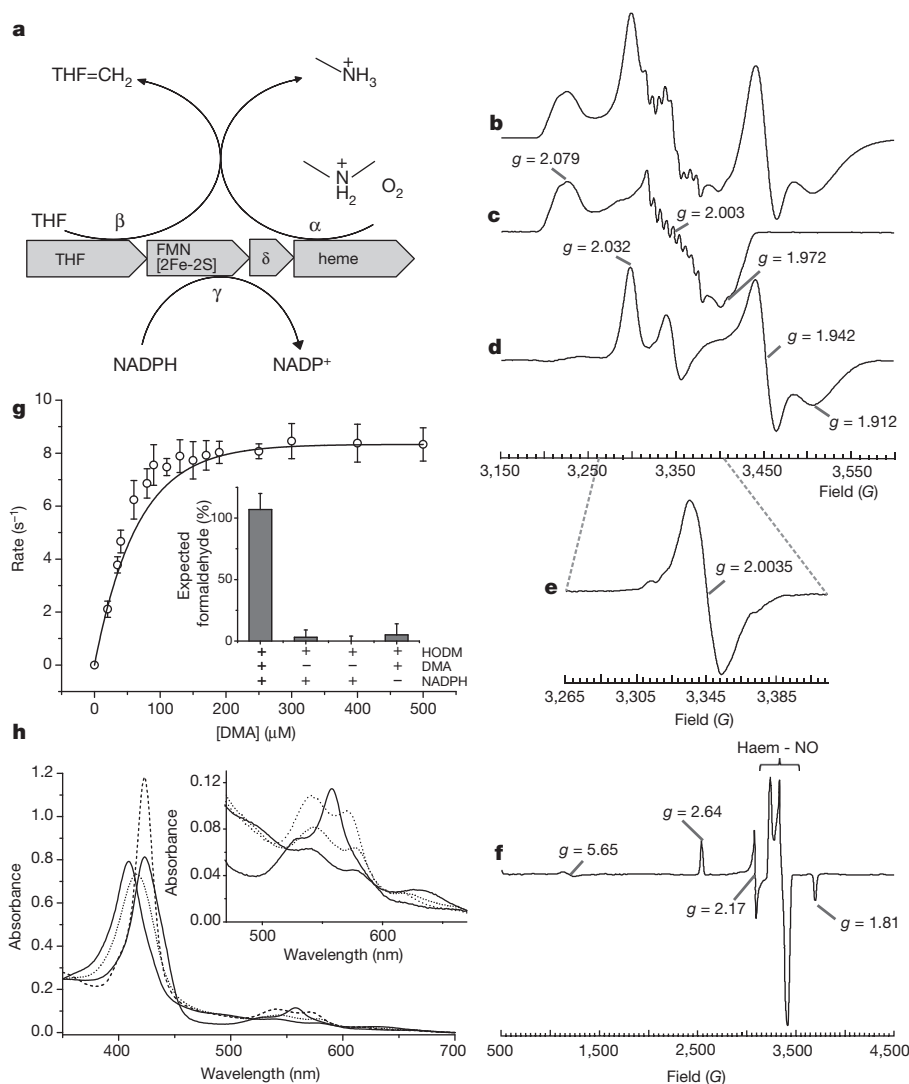 a
THF=CH2
+
NH3
+
N
H2
O2
THF
β
α
THF
FMN
[2Fe-2S]
δ
heme
γ
NADPH
NADP+
b
g = 2.079
c
g = 2.003
g = 1.972
g = 2.032
d
g = 1.942
g = 1.912
3,150 3,250 3,350 3,450 3,550
Field (G)
e
g = 2.0035
3,265 3,305 3,345 3,385
Field (G)
g
Rate (s−1)
10
8
6
4
2
0
0 100 200 300 400 500
[DMA] (μM)
Expected
formaldehyde (%)
100
50
0
+ + + + HODM
+ − − + DMA
+ + + − NADPH
h
Absorbance
1.2
1.0
0.8
0.6
0.4
0.2
0.0
400 500 600 700
Wavelength (nm)
Absorbance
0.12
0.08
0.04
0.00
500 600
Wavelength (nm)
Haem - NO
g = 2.64
f
g = 5.65
g = 2.17
g = 1.81
500 1,500 2,500 3,500 4,500
Field (G)